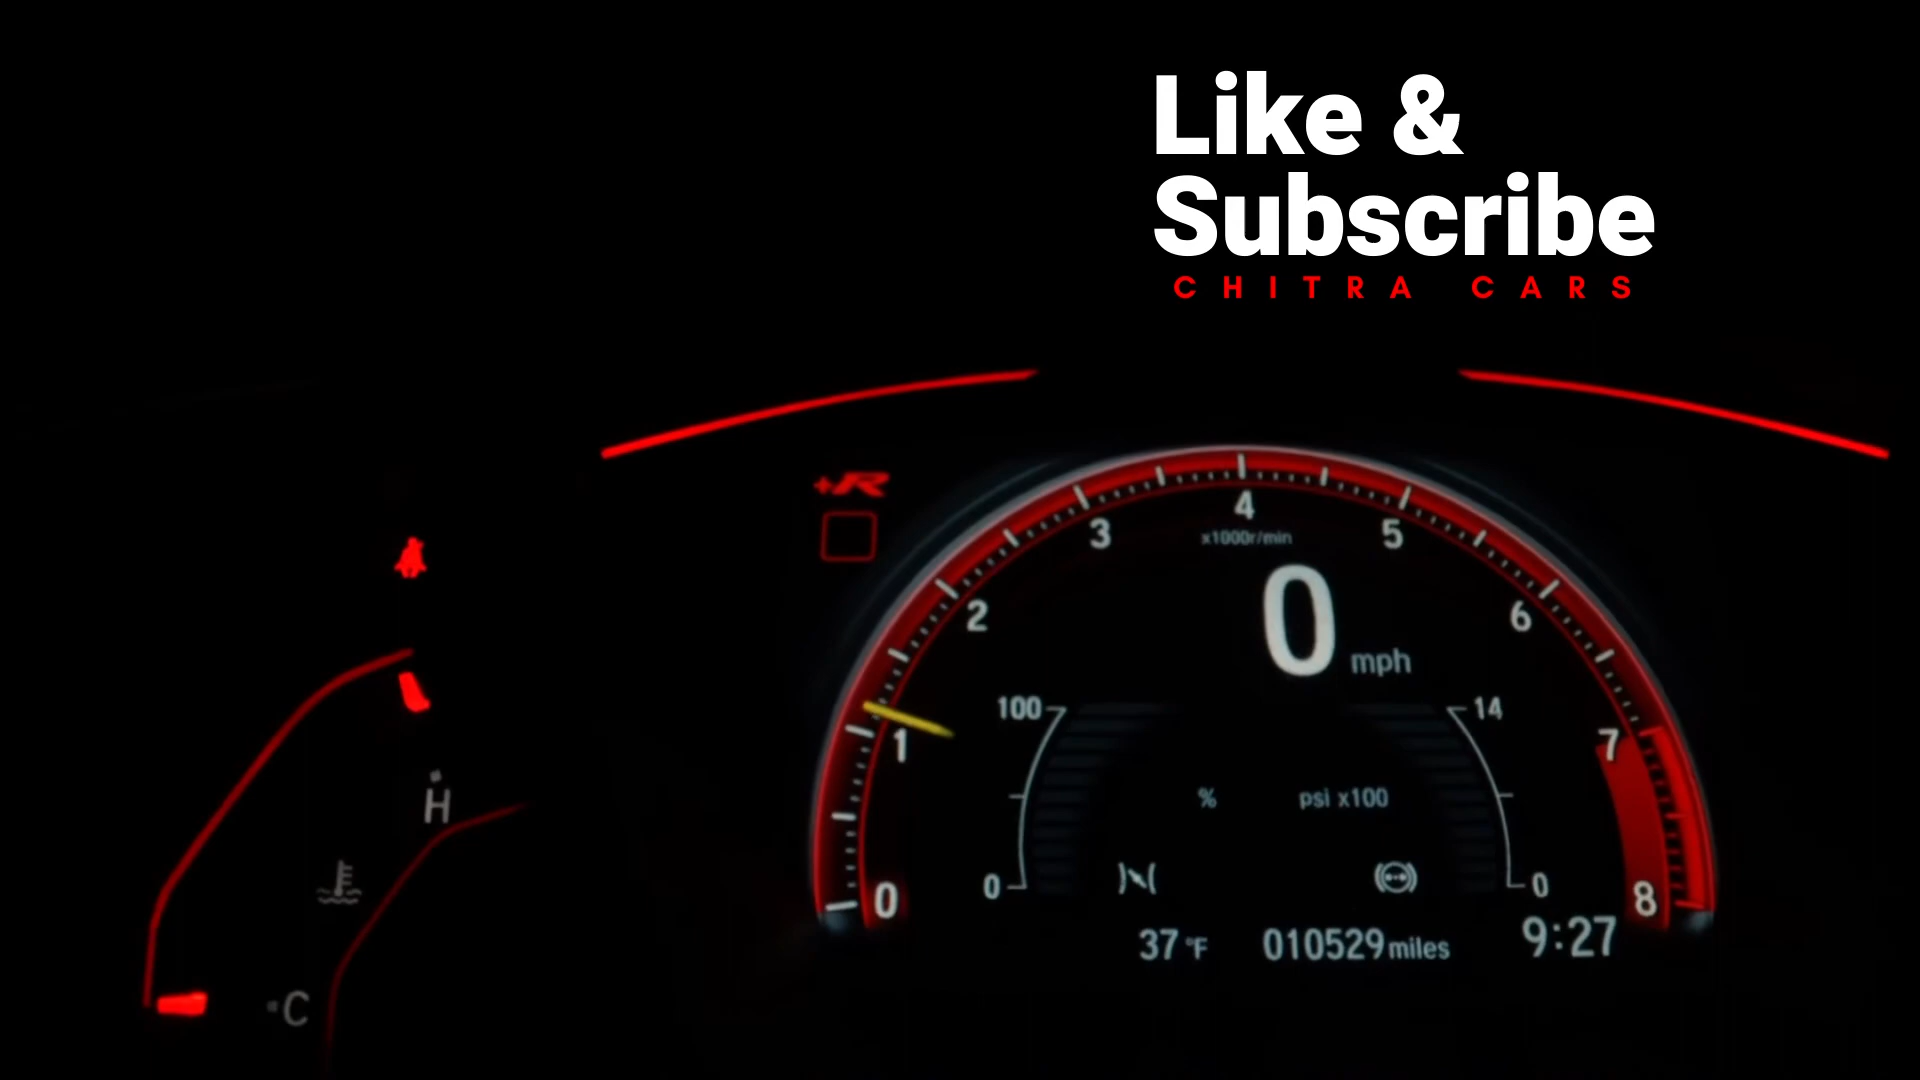 Like &
Subscribe
CHITRA CARS
+R
4
3 5
x1000r/min
2 0 mph 6
100 14
1 7
% psi x100
H
0 0
0 8
37 °F 010529 miles 9:27
C